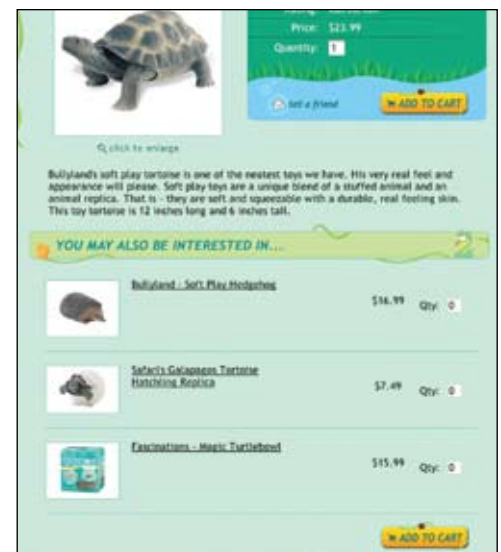 Price: $23.99
Quantity: 1
tell a friend
ADD TO CART
click to enlarge
Bullyland's soft play tortoise is one of the neatest toys we have. His very real feel and
appearance will please. Soft play toys are a unique blend of a stuffed animal and an
animal replica. That is - they are soft and squeezable with a durable, real feeling skin.
This toy tortoise is 12 inches long and 6 inches tall.
YOU MAY ALSO BE INTERESTED IN...
Bullyland - Soft Play Hedgehog
$16.99 Qty: 0
Safari's Galapagos Tortoise
Hatchling Replica
$7.49 Qty: 0
Fascinations - Magic Turtlebowl
$15.99 Qty: 0
ADD TO CART